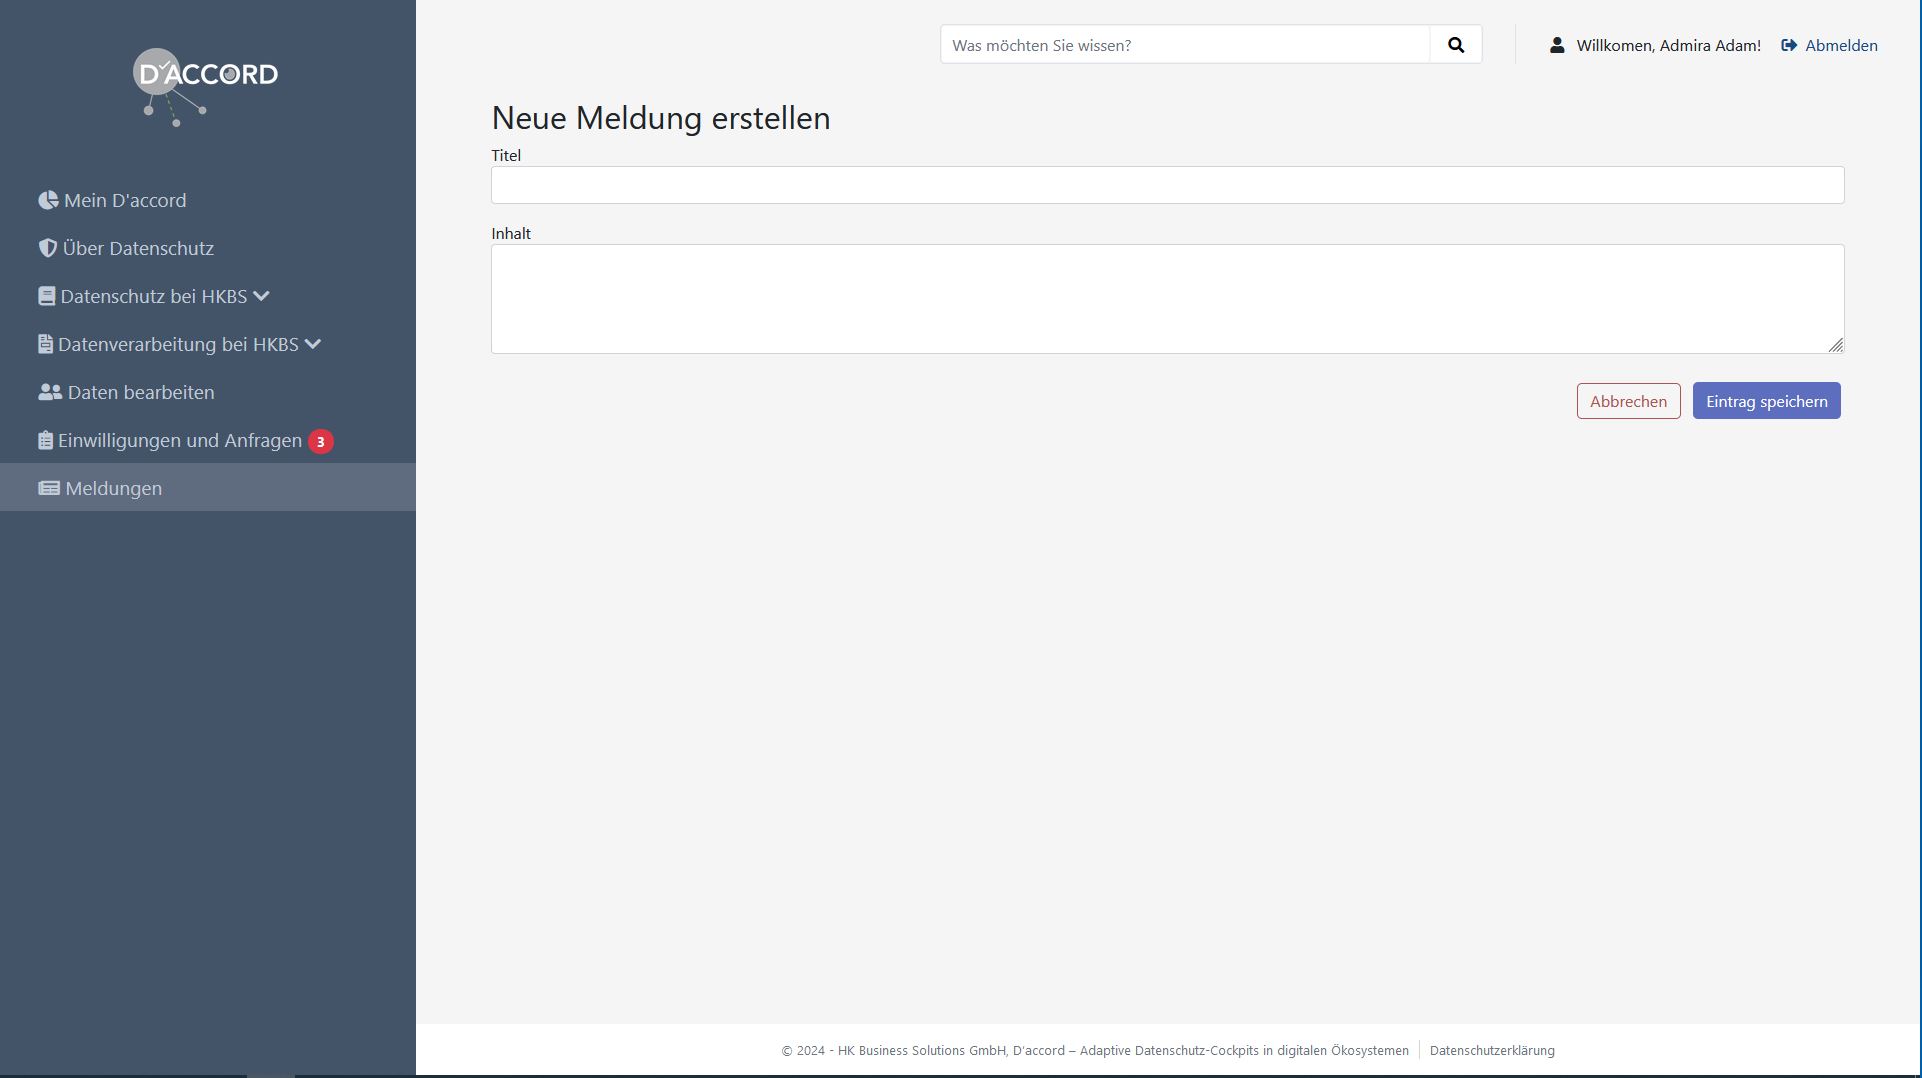 D'ACCORD
Was möchten Sie wissen?
Willkomen, Admira Adam!
Abmelden
Mein D'accord
Über Datenschutz
Datenschutz bei HKBS
Datenverarbeitung bei HKBS
Daten bearbeiten
Einwilligungen und Anfragen 3
Meldungen
Neue Meldung erstellen
Titel
Inhalt
Abbrechen
Eintrag speichern
© 2024 - HK Business Solutions GmbH, D’accord – Adaptive Datenschutz-Cockpits in digitalen Ökosystemen
Datenschutzerklärung